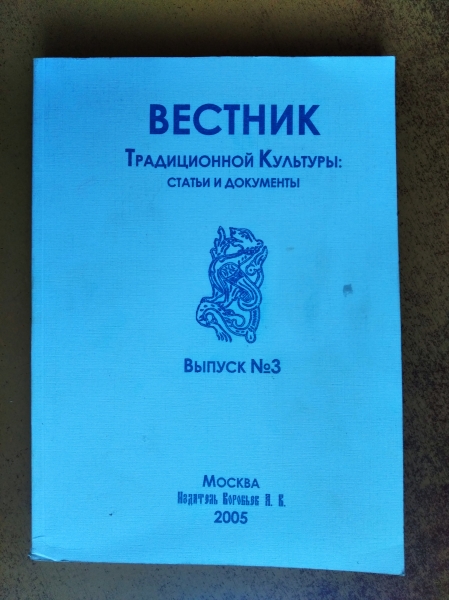 ВЕСТНИК
ТРАДИЦИОННОЙ КУЛЬТУРЫ:
СТАТЬИ И ДОКУМЕНТЫ
ВЫПУСК №3
МОСКВА
Издатель Воробьев А. В.
2005